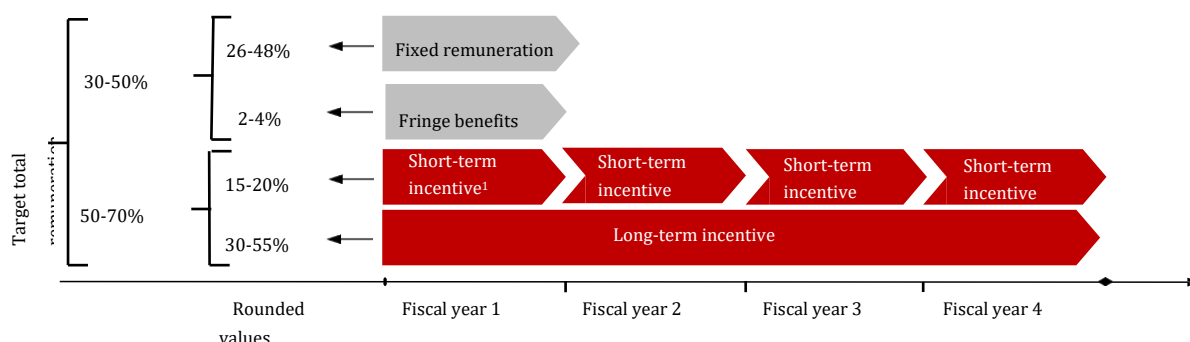 Target total
remuneration
30-50%
50-70%
26-48%
2-4%
15-20%
30-55%
Fixed remuneration
Fringe benefits
Short-term
incentive¹
Short-term
incentive
Short-term
incentive
Short-term
incentive
Long-term incentive
Rounded
values
Fiscal year 1
Fiscal year 2
Fiscal year 3
Fiscal year 4